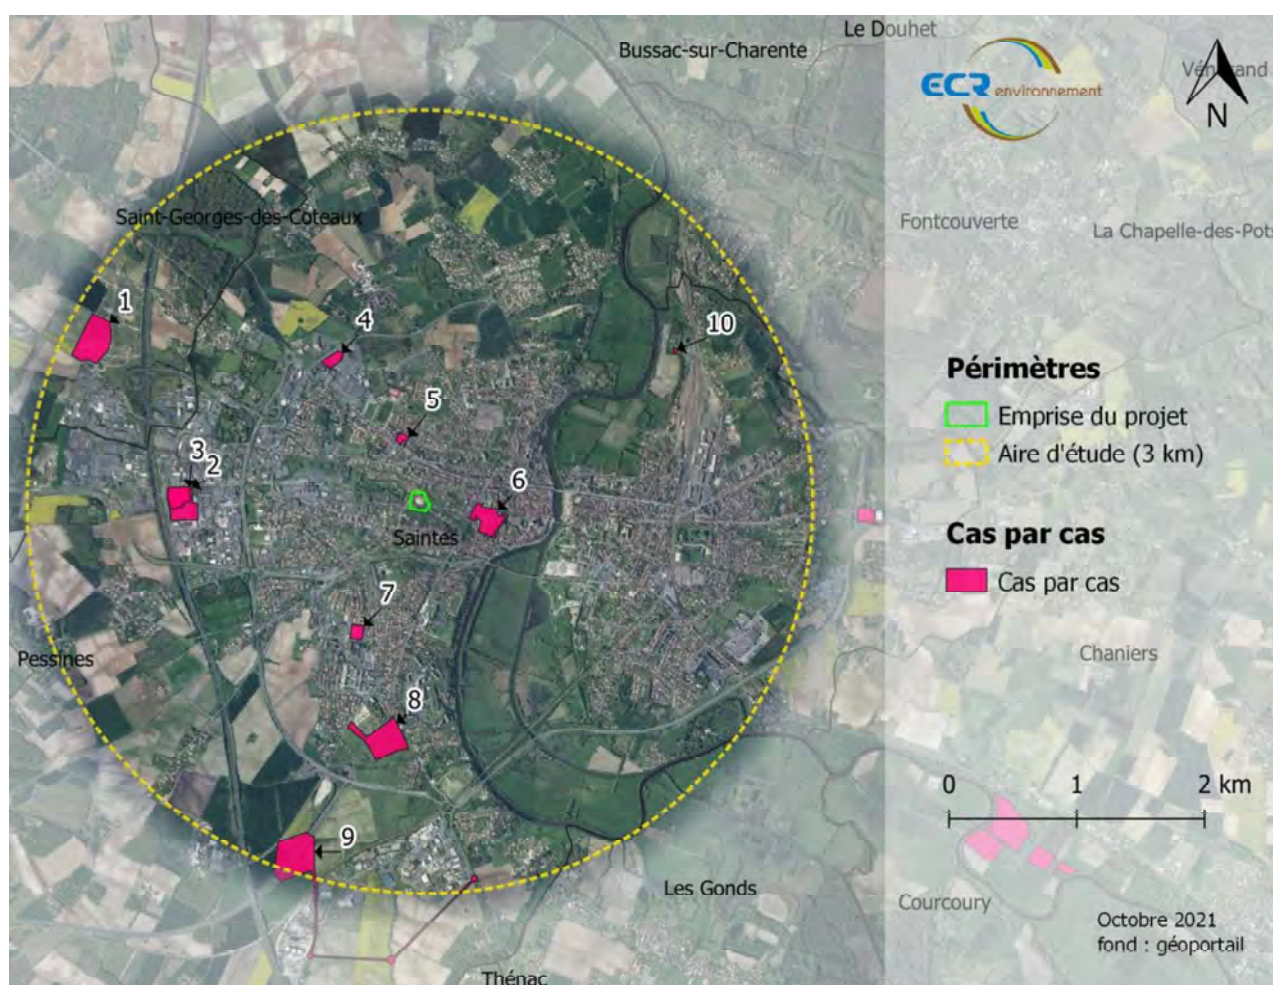 Le Douhet
Bussac-sur-Charente
Vénérand
ECR environnement
N
Saint-Georges-des-Coteaux
Fontcouverte
La Chapelle-des-Pots
1
4
10
5
3
2
6
Saintes
7
8
9
Pessines
Périmètres
Emprise du projet
Aire d'étude (3 km)
Cas par cas
Cas par cas
Chaniers
0 1 2 km
Les Gonds
Courcoury
Octobre 2021
fond : géoportail
Thénac